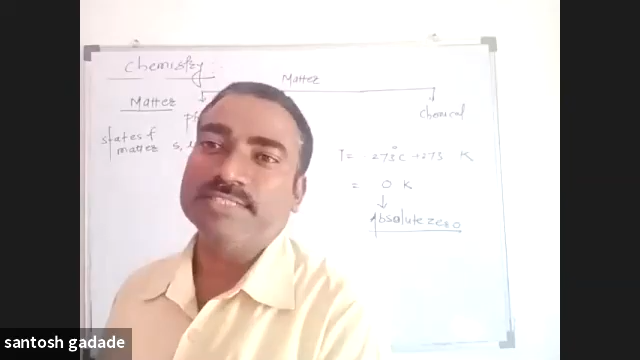 Chemistry
Matter
Matter
Chemical
states of
matter s,
T = 273°C +273 K
= 0 K
Absolute zero
santosh gadade